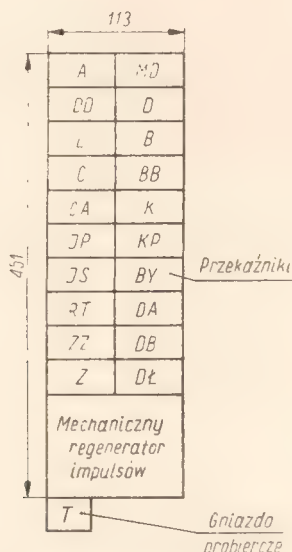 113
A MD
DD D
L B
C BB
CA K
JP KP
451
JS BY Przekaźniki
RT DA
ZZ DB
Z DŁ
Mechaniczny
regenerator
impulsów
T
Gniazdo
probiercze